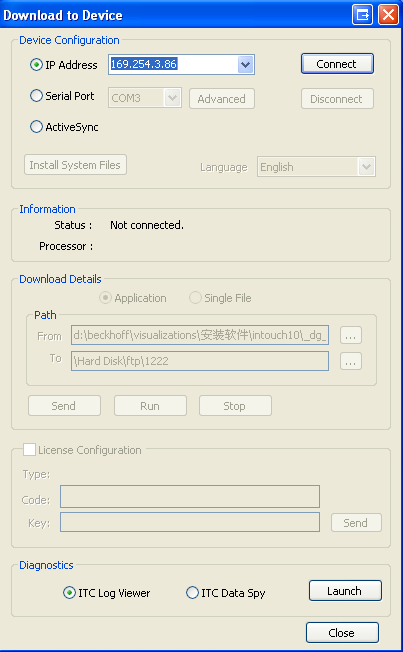 Download to Device
Device Configuration
IP Address 169.254.3.86 Connect
Serial Port COM3 Advanced Disconnect
ActiveSync
Install System Files Language English
Information
Status : Not connected.
Processor :
Download Details
Application Single File
Path
From d:\beckhoff\visualizations\安装软件\intouch10\_dg_ ...
To \Hard Disk\ftp\1222 ...
Send Run Stop
License Configuration
Type:
Code:
Key: Send
Diagnostics
ITC Log Viewer ITC Data Spy Launch
Close